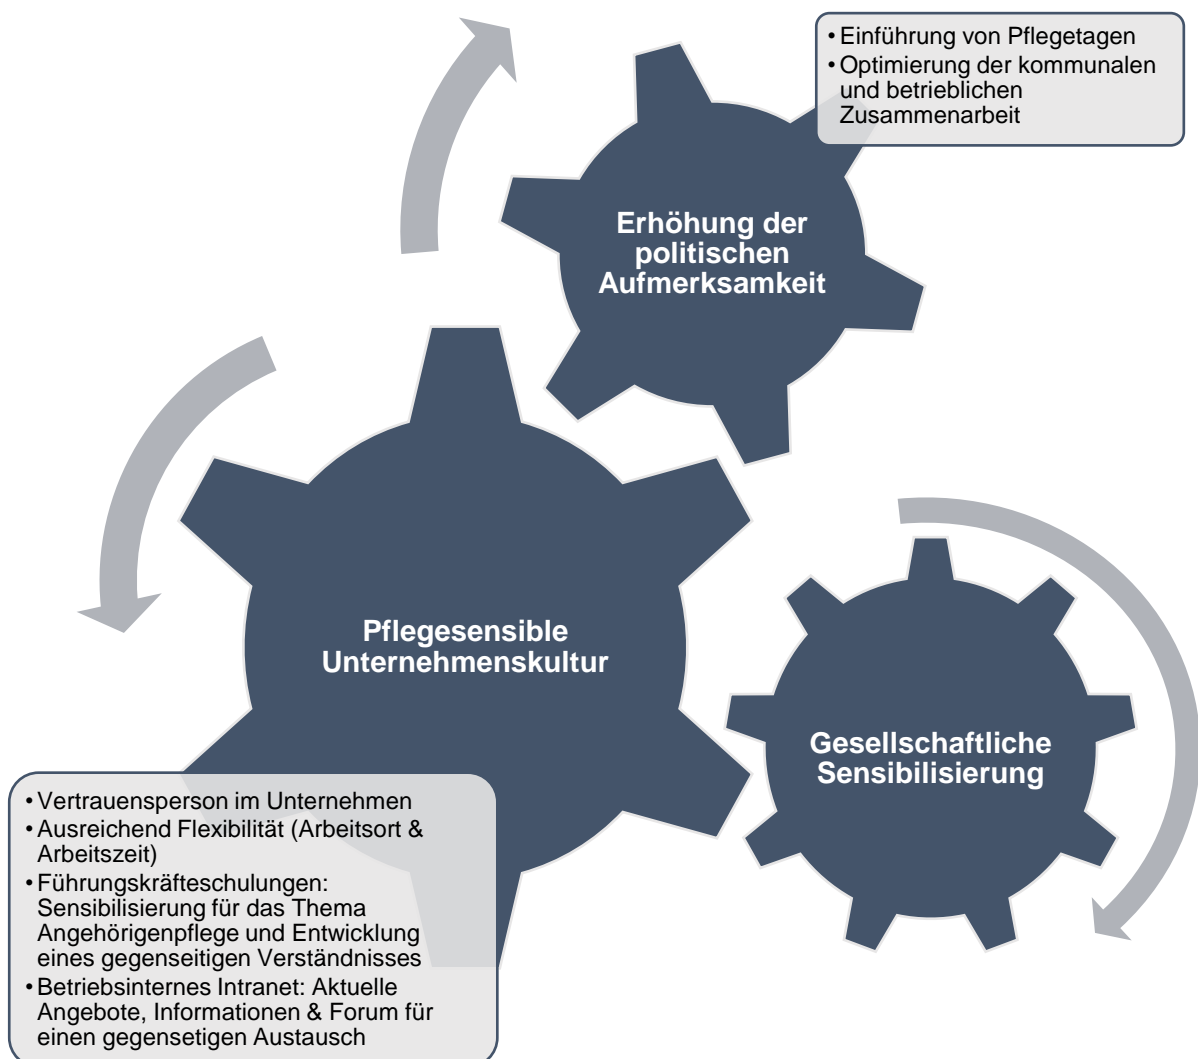 • Einführung von Pflegetagen
• Optimierung der kommunalen
und betrieblichen
Zusammenarbeit
Erhöhung der
politischen
Aufmerksamkeit
Pflegesensible
Unternehmenskultur
Gesellschaftliche
Sensibilisierung
• Vertrauensperson im Unternehmen
• Ausreichend Flexibilität (Arbeitsort &
Arbeitszeit)
• Führungskräfteschulungen:
Sensibilisierung für das Thema
Angehörigenpflege und Entwicklung
eines gegenseitigen Verständnisses
• Betriebsinternes Intranet: Aktuelle
Angebote, Informationen & Forum für
einen gegensetigen Austausch